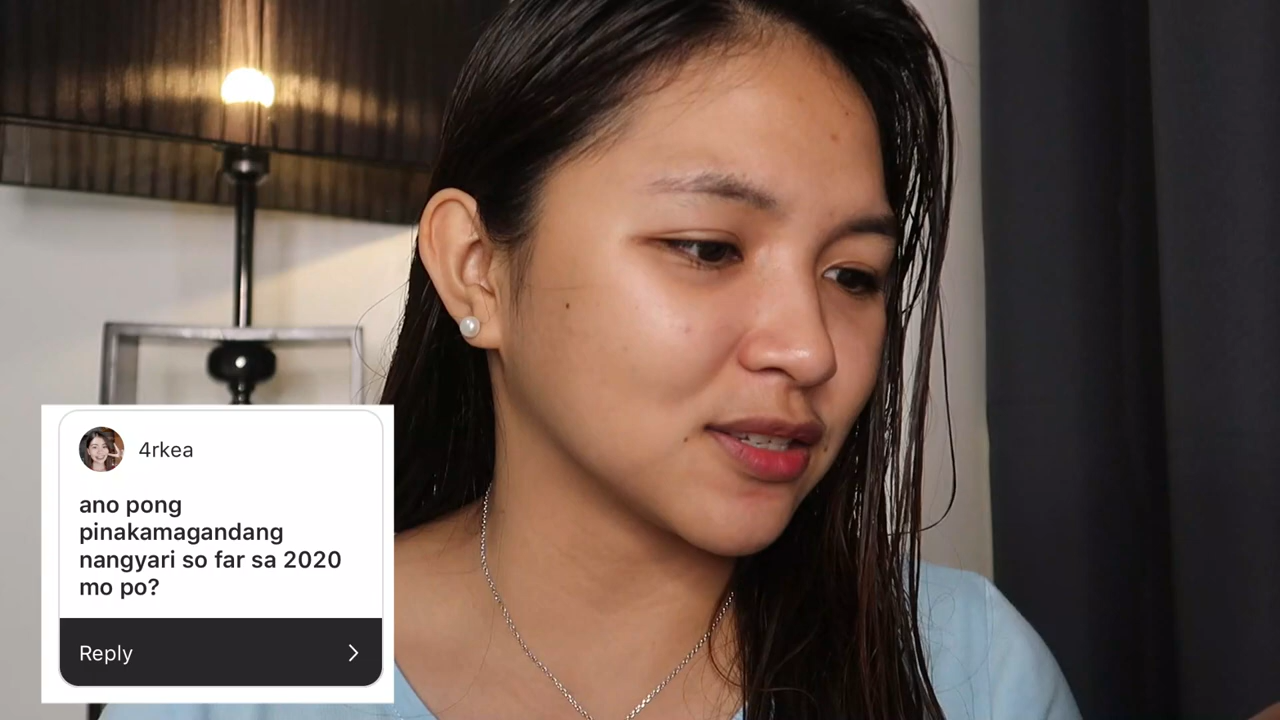 4rkea
ano pong
pinakamagandang
nangyari so far sa 2020
mo po?
Reply